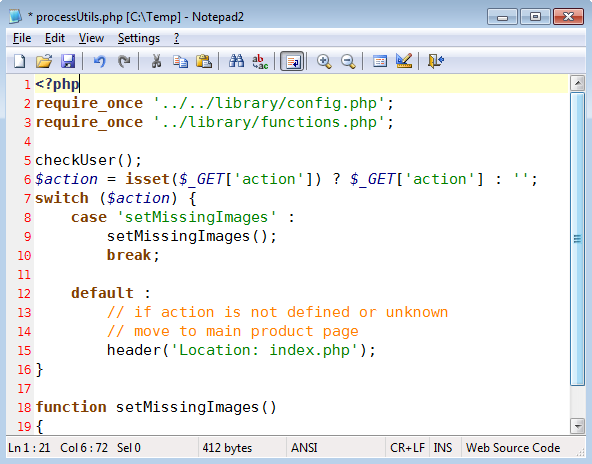 * processUtils.php [C:\Temp] - Notepad2
File Edit View Settings ?
1 <?php
2 require_once '../../library/config.php';
3 require_once '../library/functions.php';
4
5 checkUser();
6 $action = isset($_GET['action']) ? $_GET['action'] : '';
7 switch ($action) {
8     case 'setMissingImages' :
9         setMissingImages();
10         break;
11
12     default :
13         // if action is not defined or unknown
14         // move to main product page
15         header('Location: index.php');
16 }
17
18 function setMissingImages()
19 {
Ln 1 : 21 Col 6 : 72 Sel 0 412 bytes ANSI CR+LF INS Web Source Code